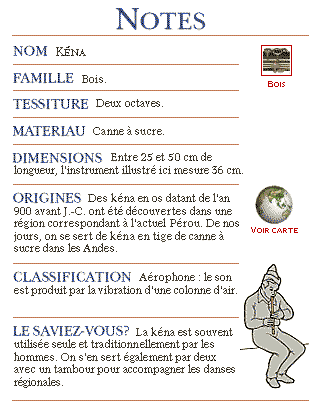 NOTES
NOM KÉNA
BOIS
FAMILLE Bois.
TESSITURE Deux octaves.
MATERIAU Canne à sucre.
DIMENSIONS Entre 25 et 50 cm de
longueur, l'instrument illustré ici mesure 36 cm.
ORIGINES Des kéna en os datant de l'an
900 avant J.-C. ont été découvertes dans une
région correspondant à l'actuel Pérou. De nos
jours, on se sert de kéna en tige de canne à
sucre dans les Andes.
VOIR CARTE
CLASSIFICATION Aérophone : le son
est produit par la vibration d'une colonne d'air.
LE SAVIEZ-VOUS? La kéna est souvent
utilisée seule et traditionnellement par les
hommes. On s'en sert également par deux
avec un tambour pour accompagner les danses
régionales.